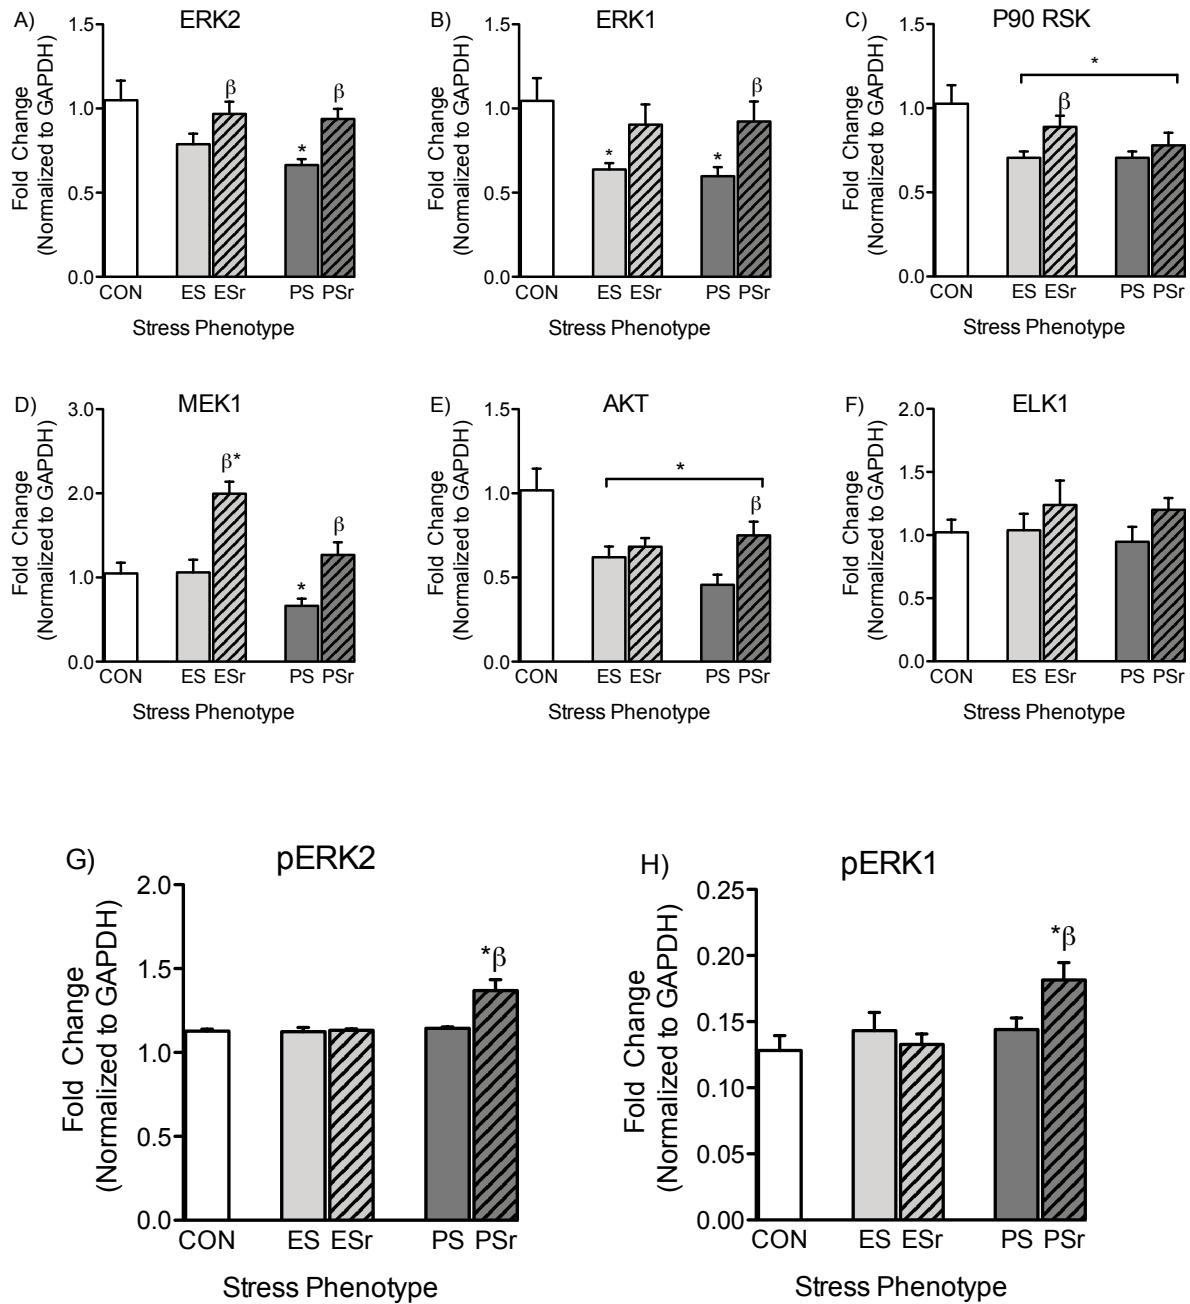 A) ERK2
Fold Change
(Normalized to GAPDH)
1.5
1.0
0.5
0.0
β
β
*
CON ES ESr PS PSr
Stress Phenotype
B) ERK1
Fold Change
(Normalized to GAPDH)
1.5
1.0
0.5
0.0
*
*
β
CON ES ESr PS PSr
Stress Phenotype
C) P90 RSK
Fold Change
(Normalized to GAPDH)
1.5
1.0
0.5
0.0
*
β
CON ES ESr PS PSr
Stress Phenotype
D) MEK1
Fold Change
(Normalized to GAPDH)
3.0
2.0
1.0
0.0
β*
β
*
CON ES ESr PS PSr
Stress Phenotype
E) AKT
Fold Change
(Normalized to GAPDH)
1.5
1.0
0.5
0.0
*
β
CON ES ESr PS PSr
Stress Phenotype
F) ELK1
Fold Change
(Normalized to GAPDH)
2.0
1.5
1.0
0.5
0.0
CON ES ESr PS PSr
Stress Phenotype
G) pERK2
Fold Change
(Normalized to GAPDH)
2.0
1.5
1.0
0.5
0.0
*β
CON ES ESr PS PSr
Stress Phenotype
H) pERK1
Fold Change
(Normalized to GAPDH)
0.25
0.20
0.15
0.10
0.05
0.00
*β
CON ES ESr PS PSr
Stress Phenotype